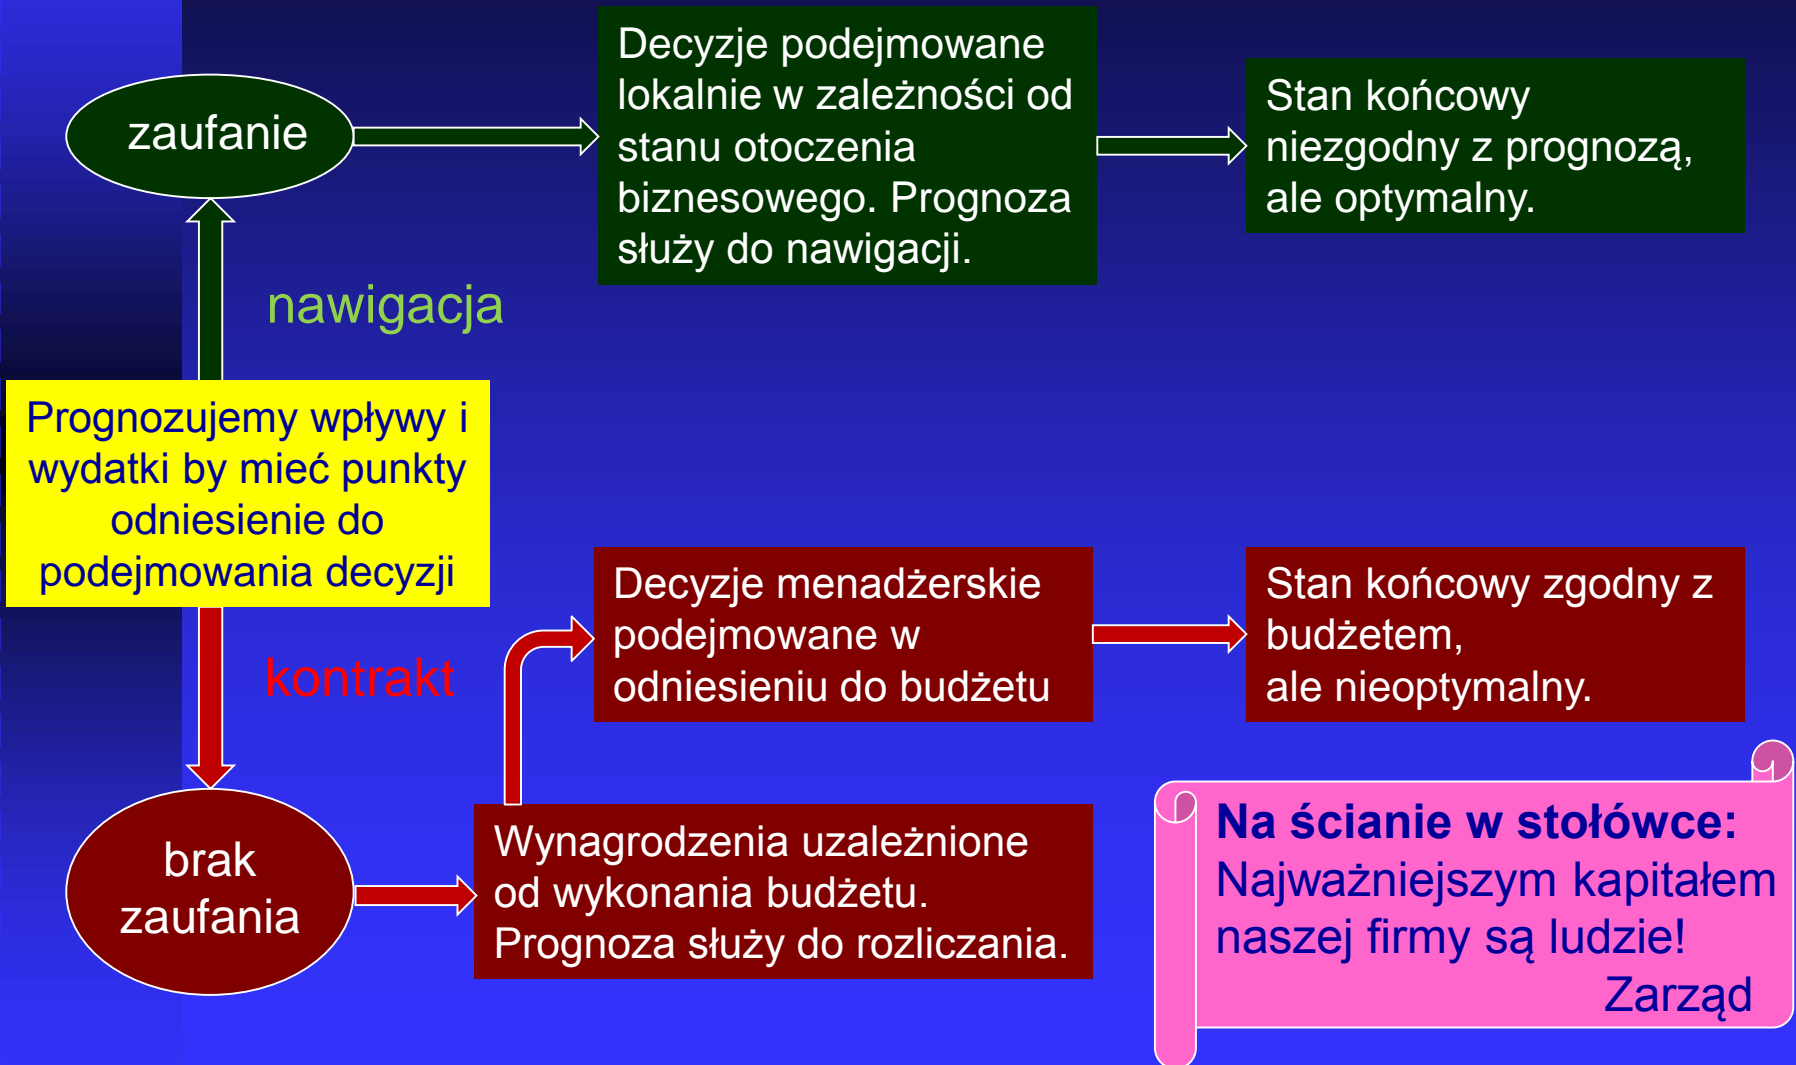 zaufanie
Decyzje podejmowane
lokalnie w zależności od
stanu otoczenia
biznesowego. Prognoza
służy do nawigacji.
Stan końcowy
niezgodny z prognozą,
ale optymalny.
nawigacja
Prognozujemy wpływy i
wydatki by mieć punkty
odniesienie do
podejmowania decyzji
kontrakt
brak
zaufania
Wynagrodzenia uzależnione
od wykonania budżetu.
Prognoza służy do rozliczania.
Decyzje menadżerskie
podejmowane w
odniesieniu do budżetu
Stan końcowy zgodny z
budżetem,
ale nieoptymalny.
Na ścianie w stołówce:
Najważniejszym kapitałem
naszej firmy są ludzie!
Zarząd